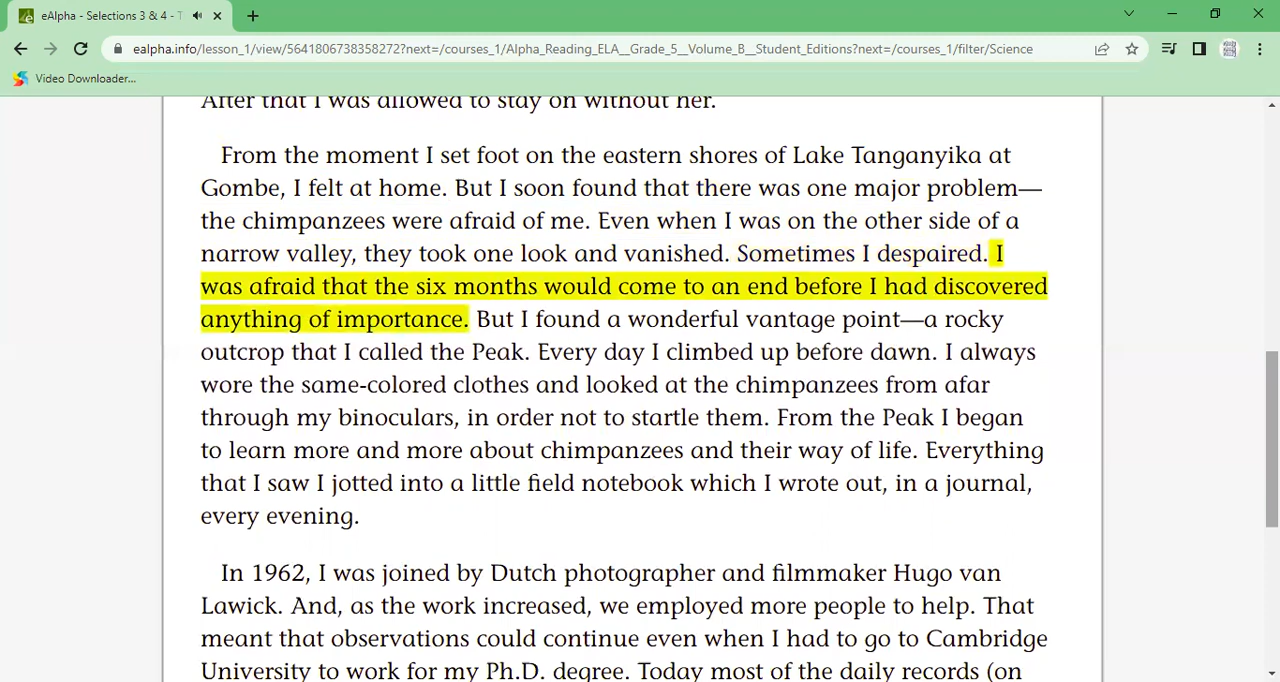 eAlpha - Selections 3 & 4 - T
ealpha.info/lesson_1/view/5641806738358272?next=/courses_1/Alpha_Reading_ELA__Grade_5__Volume_B__Student_Editions?next=/courses_1/filter/Science
Video Downloader...
After that I was allowed to stay on without her.
From the moment I set foot on the eastern shores of Lake Tanganyika at
Gombe, I felt at home. But I soon found that there was one major problem—
the chimpanzees were afraid of me. Even when I was on the other side of a
narrow valley, they took one look and vanished. Sometimes I despaired. I
was afraid that the six months would come to an end before I had discovered
anything of importance. But I found a wonderful vantage point—a rocky
outcrop that I called the Peak. Every day I climbed up before dawn. I always
wore the same-colored clothes and looked at the chimpanzees from afar
through my binoculars, in order not to startle them. From the Peak I began
to learn more and more about chimpanzees and their way of life. Everything
that I saw I jotted into a little field notebook which I wrote out, in a journal,
every evening.
In 1962, I was joined by Dutch photographer and filmmaker Hugo van
Lawick. And, as the work increased, we employed more people to help. That
meant that observations could continue even when I had to go to Cambridge
University to work for my Ph.D. degree. Today most of the daily records (on